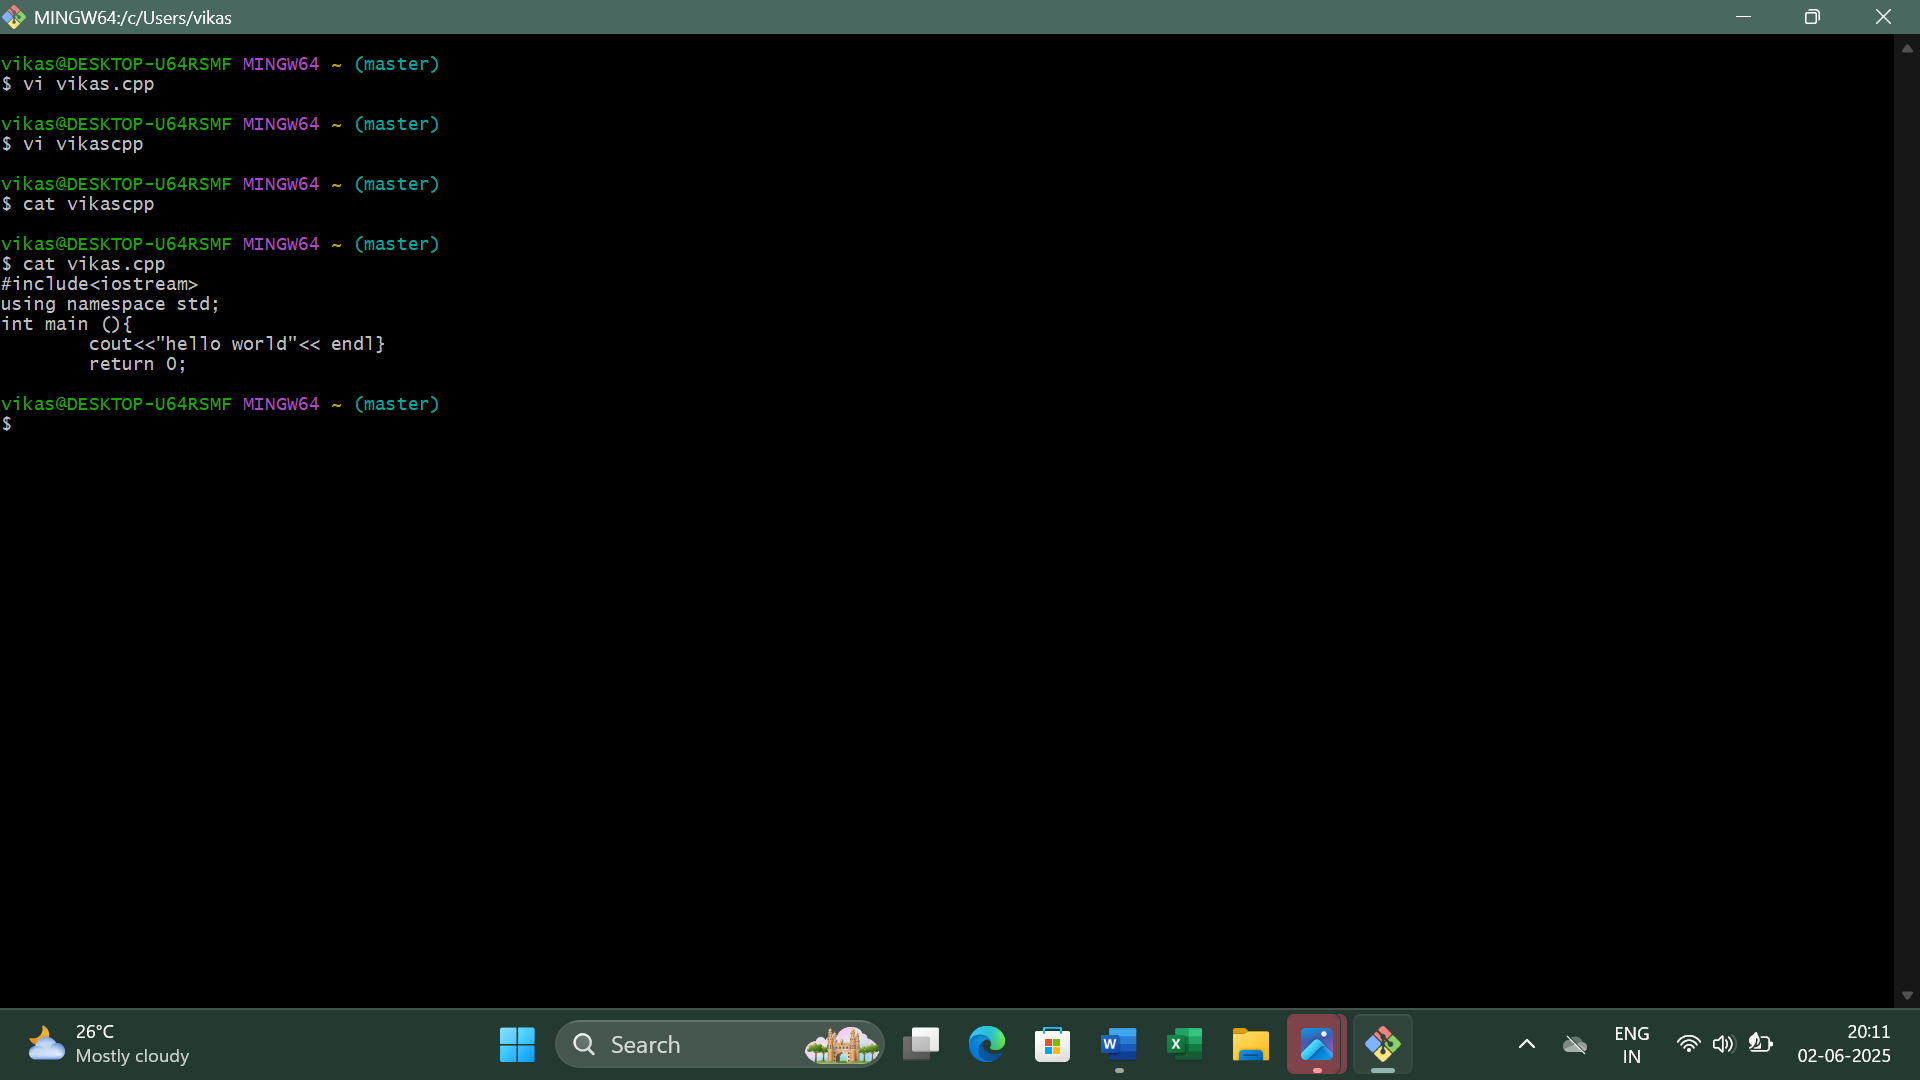 MINGW64:/c/Users/vikas
vikas@DESKTOP-U64RSMF MINGW64 ~ (master)
$ vi vikas.cpp
vikas@DESKTOP-U64RSMF MINGW64 ~ (master)
$ vi vikascpp
vikas@DESKTOP-U64RSMF MINGW64 ~ (master)
$ cat vikascpp
vikas@DESKTOP-U64RSMF MINGW64 ~ (master)
$ cat vikas.cpp
#include<iostream>
using namespace std;
int main (){
        cout<<"hello world"<< endl}
        return 0;
vikas@DESKTOP-U64RSMF MINGW64 ~ (master)
$
26°C
Mostly cloudy
Search
ENG
IN
20:11
02-06-2025